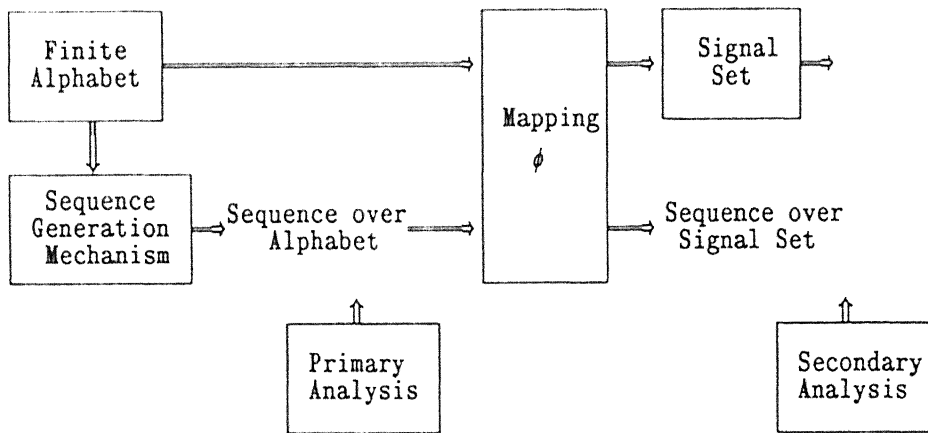 Finite
Alphabet
Signal
Set
Mapping
φ
Sequence
Generation
Mechanism
Sequence over
Alphabet
Sequence over
Signal Set
Primary
Analysis
Secondary
Analysis